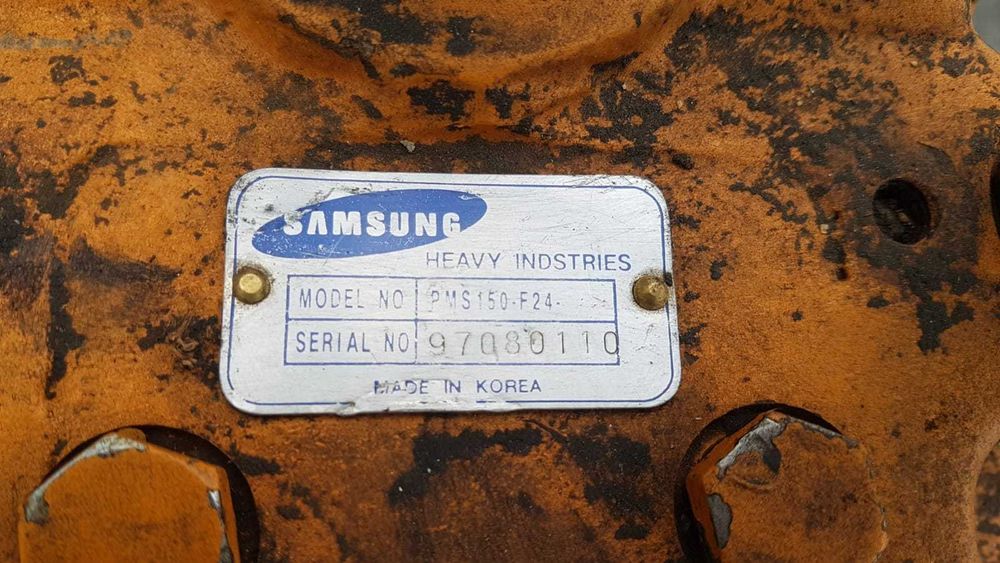 SAMSUNG
HEAVY INDSTRIES
MODEL NO PMS150-F24-
SERIAL NO 97080110
MADE IN KOREA